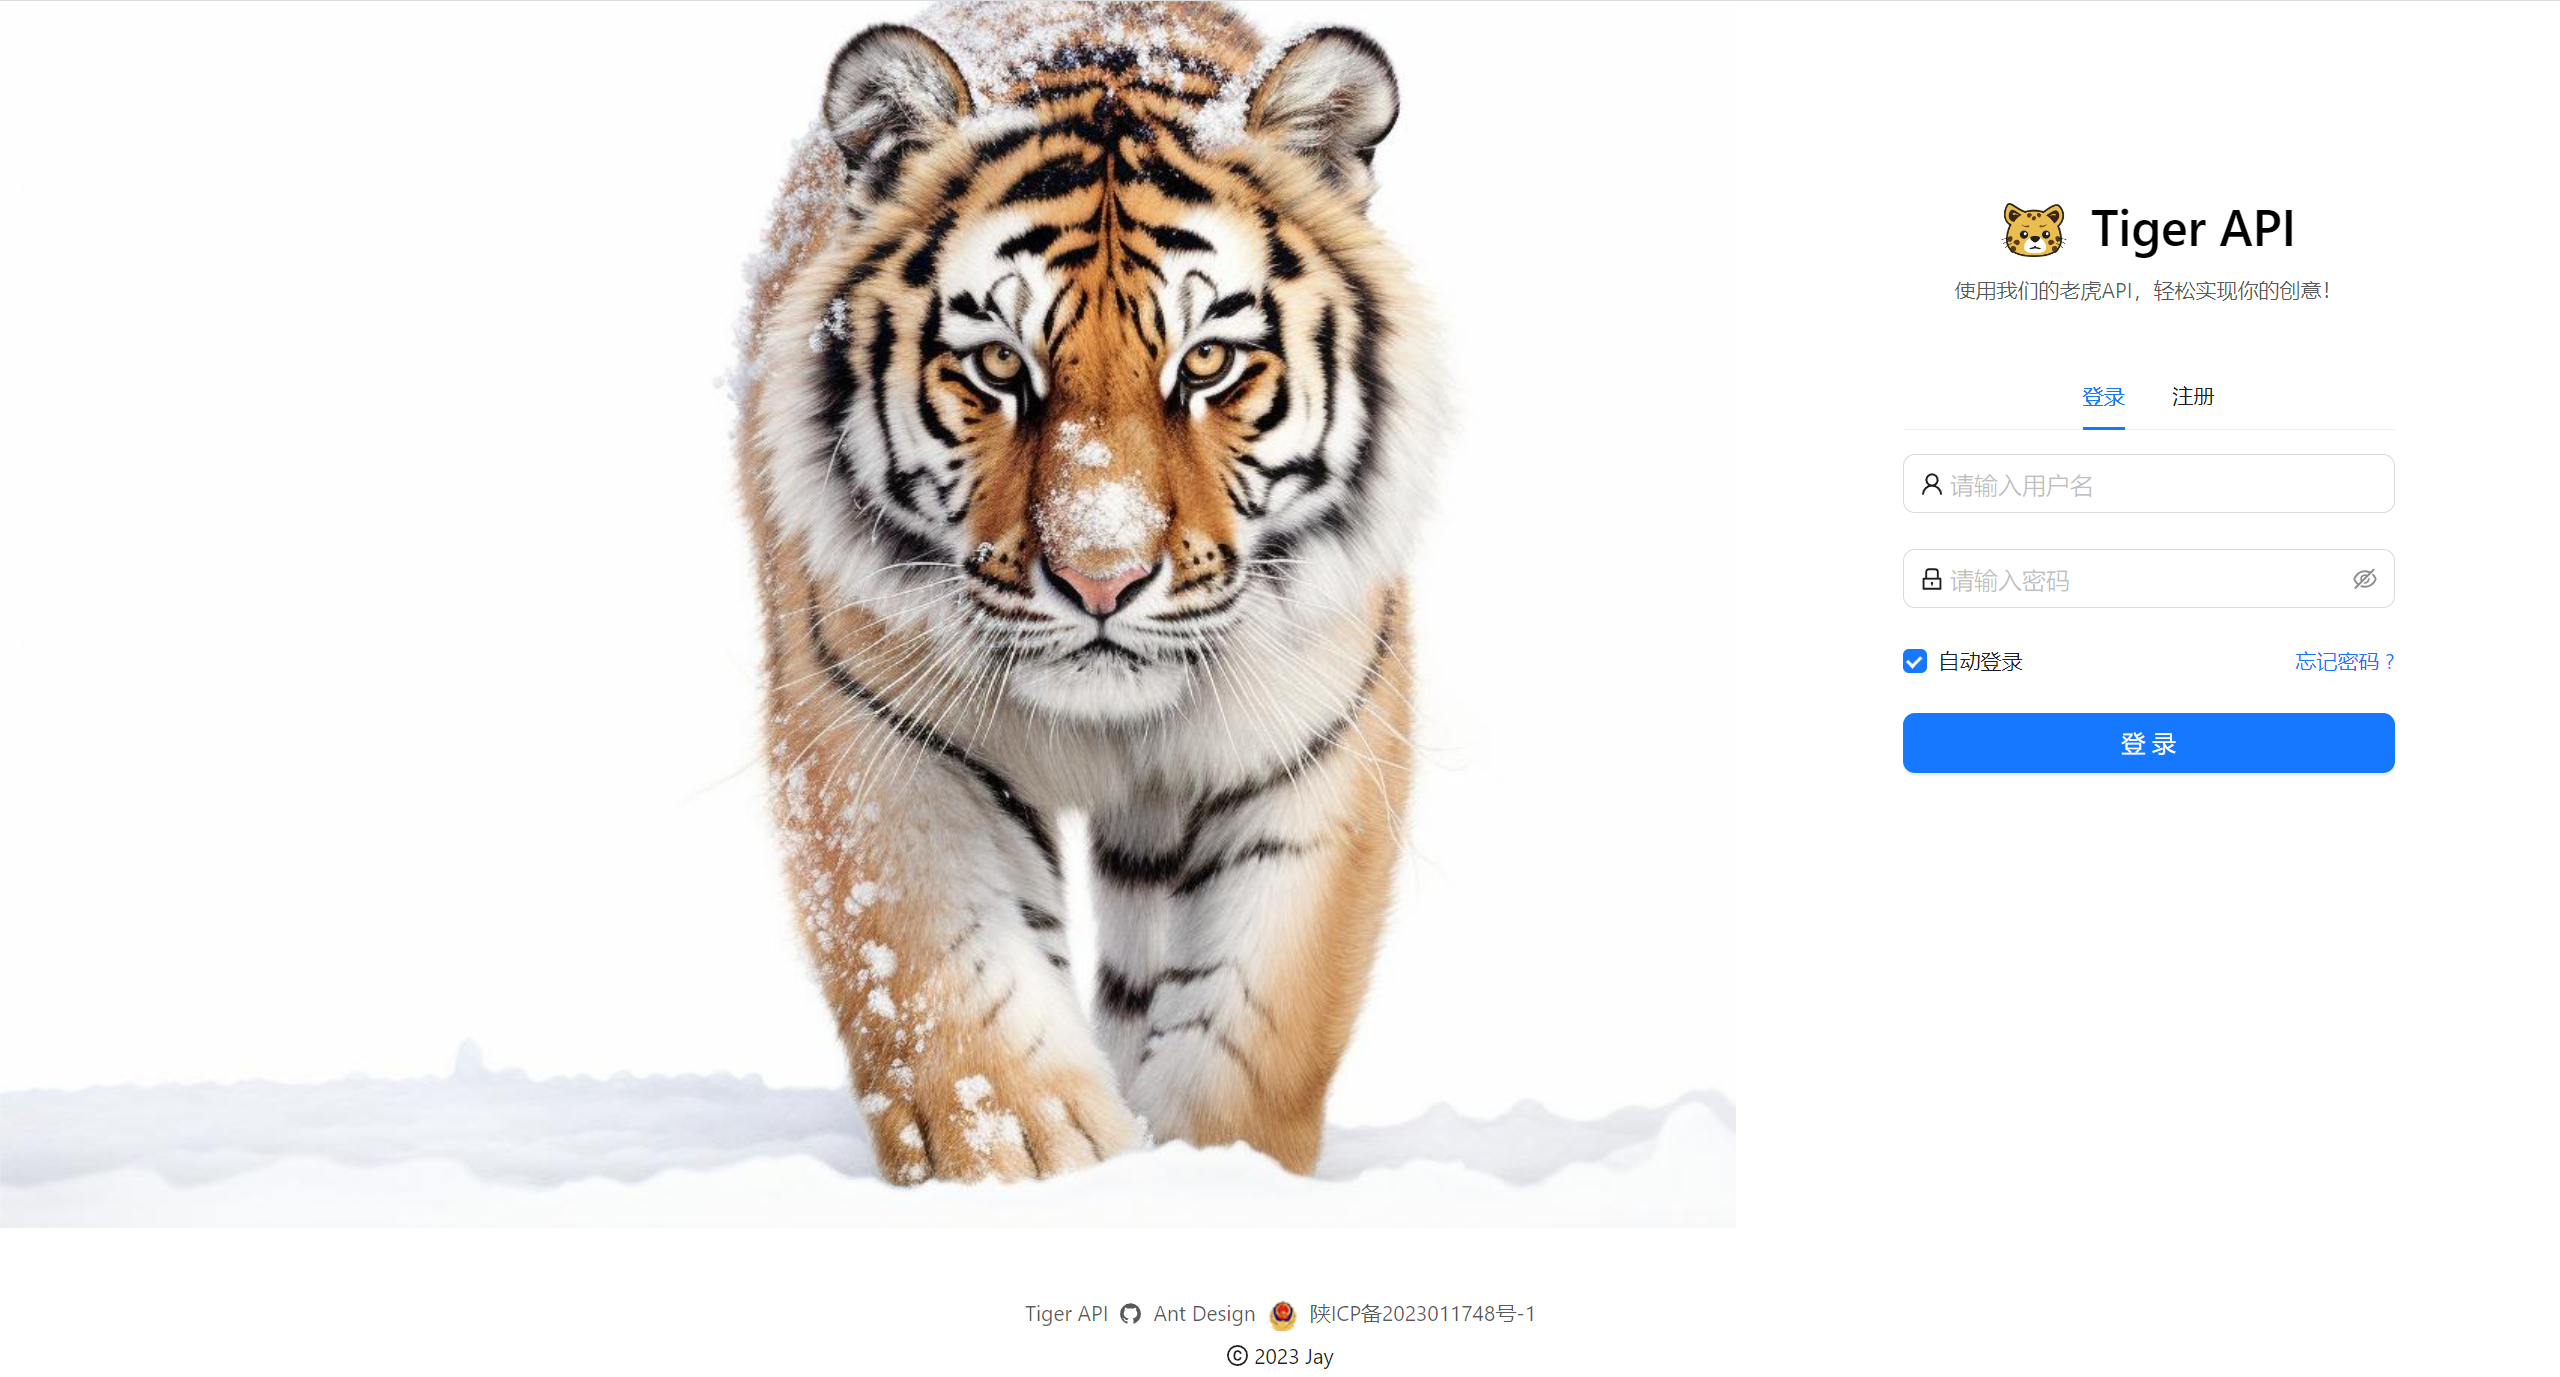 Tiger API
使用我们的老虎API，轻松实现你的创意！
登录 注册
请输入用户名
请输入密码
自动登录 忘记密码 ?
登 录
Tiger API Ant Design 陕ICP备2023011748号-1
© 2023 Jay